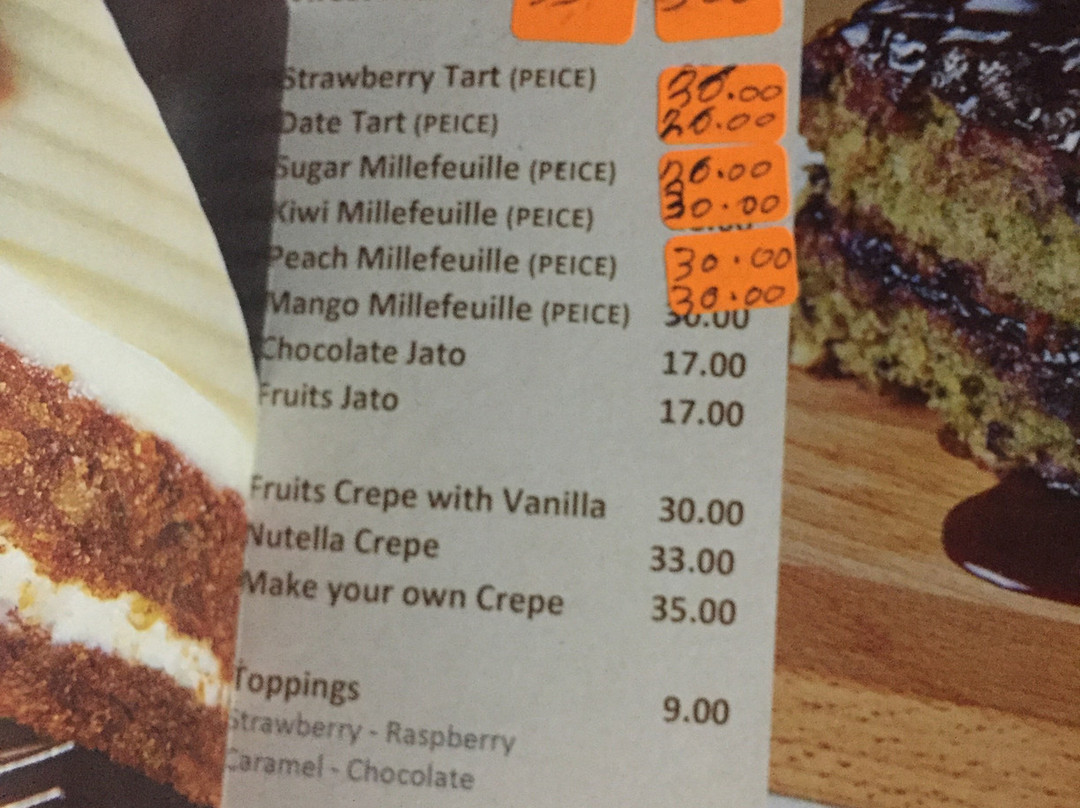 Strawberry Tart (PEICE) 30.00
Date Tart (PEICE) 20.00
Sugar Millefeuille (PEICE) 20.00
Kiwi Millefeuille (PEICE) 30.00
Peach Millefeuille (PEICE) 30.00
Mango Millefeuille (PEICE) 30.00
Chocolate Jato 17.00
Fruits Jato 17.00
Fruits Crepe with Vanilla 30.00
Nutella Crepe 33.00
Make your own Crepe 35.00
Toppings 9.00
Strawberry - Raspberry
Caramel - Chocolate